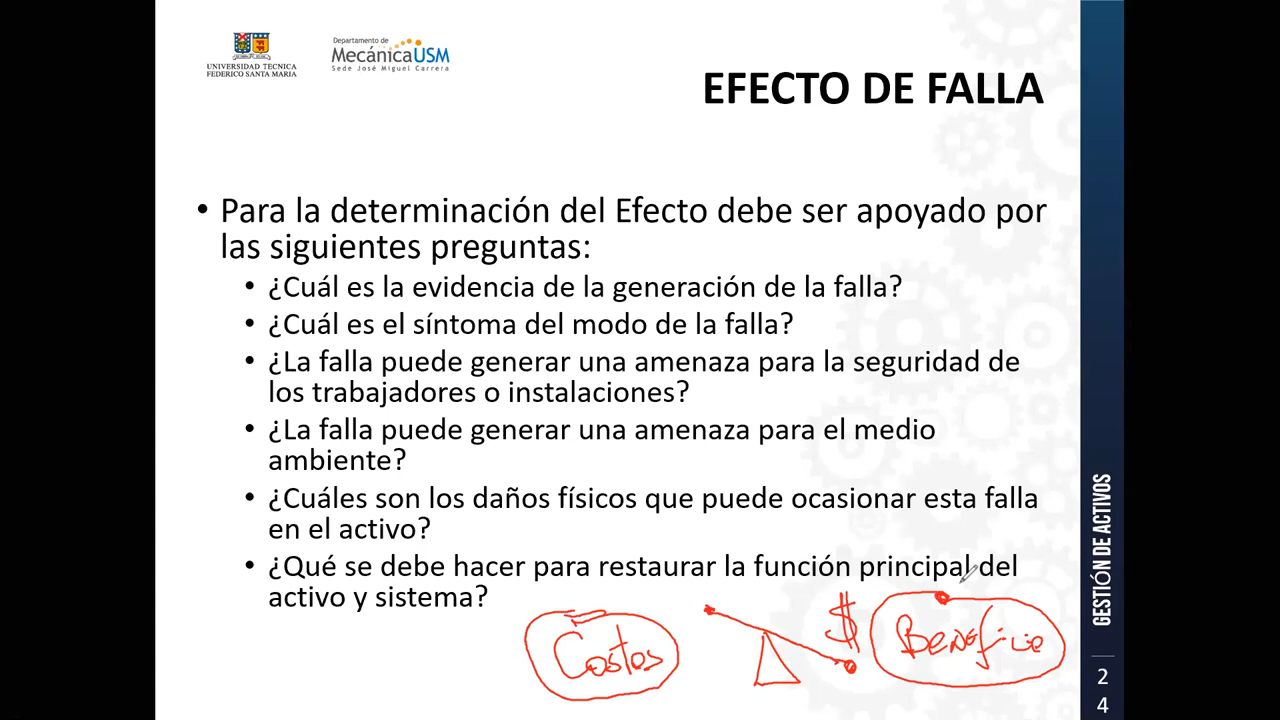 UNIVERSIDAD TECNICA
FEDERICO SANTA MARIA
Departamento de
MecánicaUSM
Sede José Miguel Carrera
EFECTO DE FALLA
• Para la determinación del Efecto debe ser apoyado por
las siguientes preguntas:
• ¿Cuál es la evidencia de la generación de la falla?
• ¿Cuál es el síntoma del modo de la falla?
• ¿La falla puede generar una amenaza para la seguridad de
los trabajadores o instalaciones?
• ¿La falla puede generar una amenaza para el medio
ambiente?
• ¿Cuáles son los daños físicos que puede ocasionar esta falla
en el activo?
• ¿Qué se debe hacer para restaurar la función principal del
activo y sistema?
Costos
$
GESTIÓN DE ACTIVOS
2
4